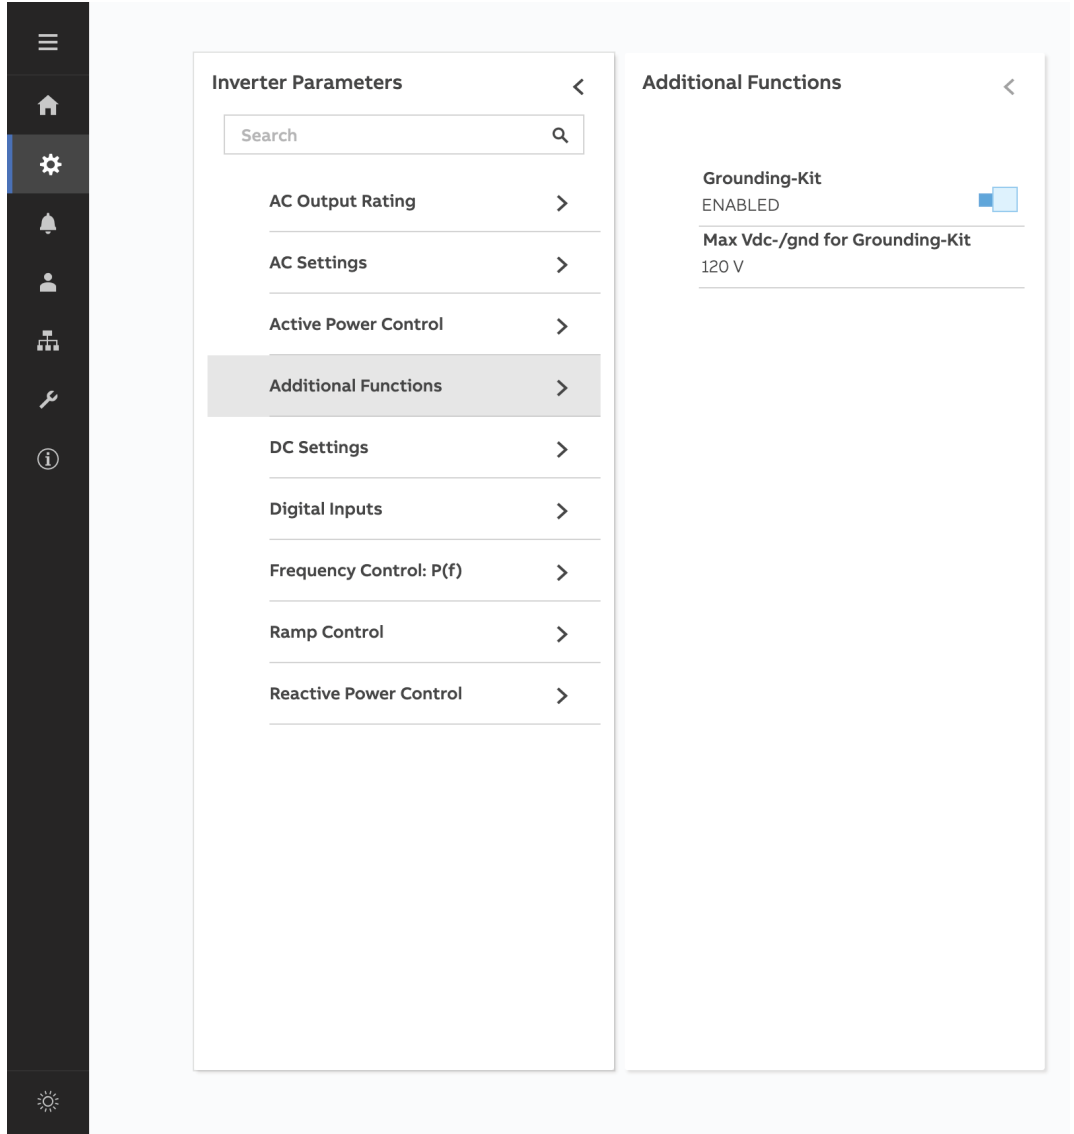 Inverter Parameters
Search
AC Output Rating
AC Settings
Active Power Control
Additional Functions
DC Settings
Digital Inputs
Frequency Control: P(f)
Ramp Control
Reactive Power Control
Additional Functions
Grounding-Kit
ENABLED
Max Vdc-/gnd for Grounding-Kit
120 V